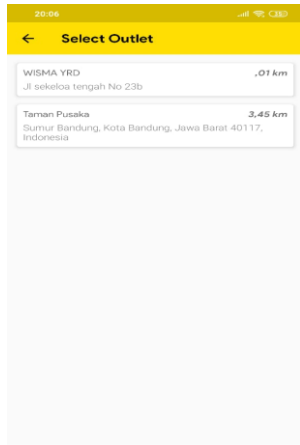 20:06
Select Outlet
WISMA YRD ,01 km
Jl sekeloa tengah No 23b
Taman Pusaka 3,45 km
Sumur Bandung, Kota Bandung, Jawa Barat 40117,
Indonesia